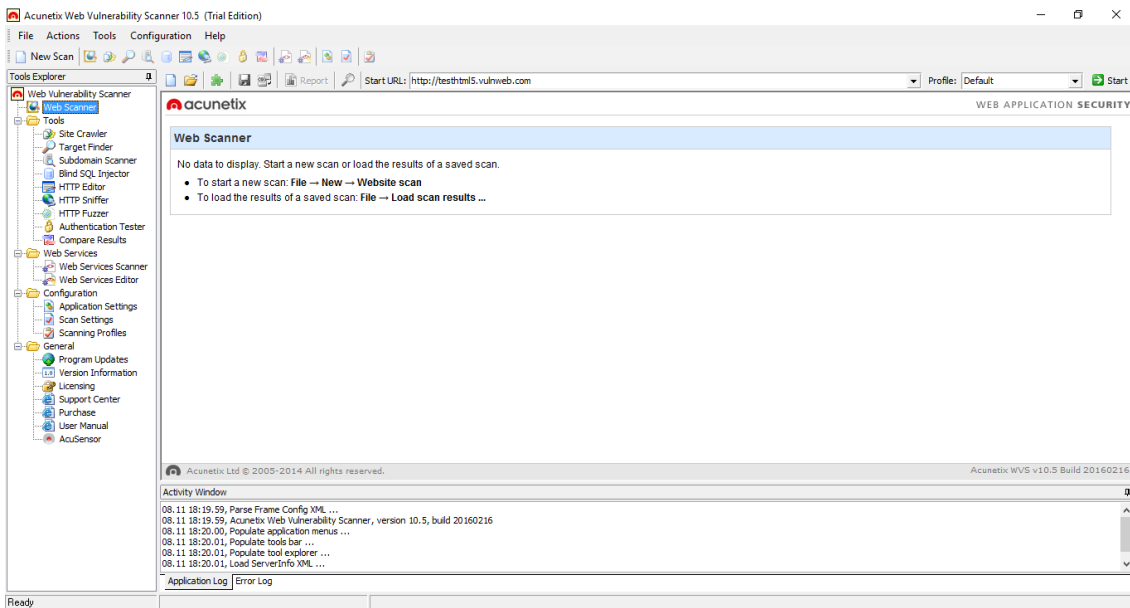 Acunetix Web Vulnerability Scanner 10.5 (Trial Edition)
File Actions Tools Configuration Help
New Scan
Tools Explorer
Report
Start URL: http://testhtml5.vulnweb.com
Profile: Default
Start
Web Vulnerability Scanner
Web Scanner
Tools
Site Crawler
Target Finder
Subdomain Scanner
Blind SQL Injector
HTTP Editor
HTTP Sniffer
HTTP Fuzzer
Authentication Tester
Compare Results
Web Services
Web Services Scanner
Web Services Editor
Configuration
Application Settings
Scan Settings
Scanning Profiles
General
Program Updates
Version Information
Licensing
Support Center
Purchase
User Manual
AcuSensor
acunetix
WEB APPLICATION SECURITY
Web Scanner
No data to display. Start a new scan or load the results of a saved scan.
• To start a new scan: File → New → Website scan
• To load the results of a saved scan: File → Load scan results ...
Acunetix Ltd © 2005-2014 All rights reserved.
Acunetix WVS v10.5 Build 20160216
Activity Window
08.11 18:19.59, Parse Frame Config XML ...
08.11 18:19.59, Acunetix Web Vulnerability Scanner, version 10.5, build 20160216
08.11 18:20.00, Populate application menus ...
08.11 18:20.01, Populate tools bar ...
08.11 18:20.01, Populate tool explorer ...
08.11 18:20.01, Load ServerInfo XML ...
Application Log Error Log
Ready